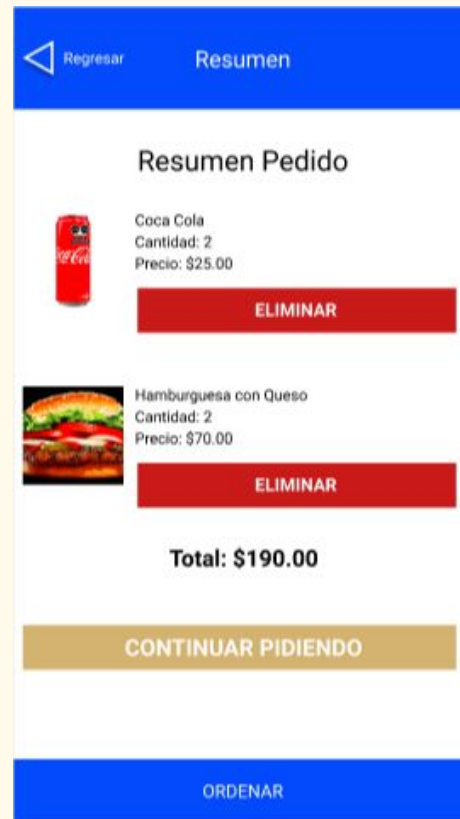 Regresar
Resumen
Resumen Pedido
Coca Cola
Cantidad: 2
Precio: $25.00
ELIMINAR
Hamburguesa con Queso
Cantidad: 2
Precio: $70.00
ELIMINAR
Total: $190.00
CONTINUAR PIDIENDO
ORDENAR